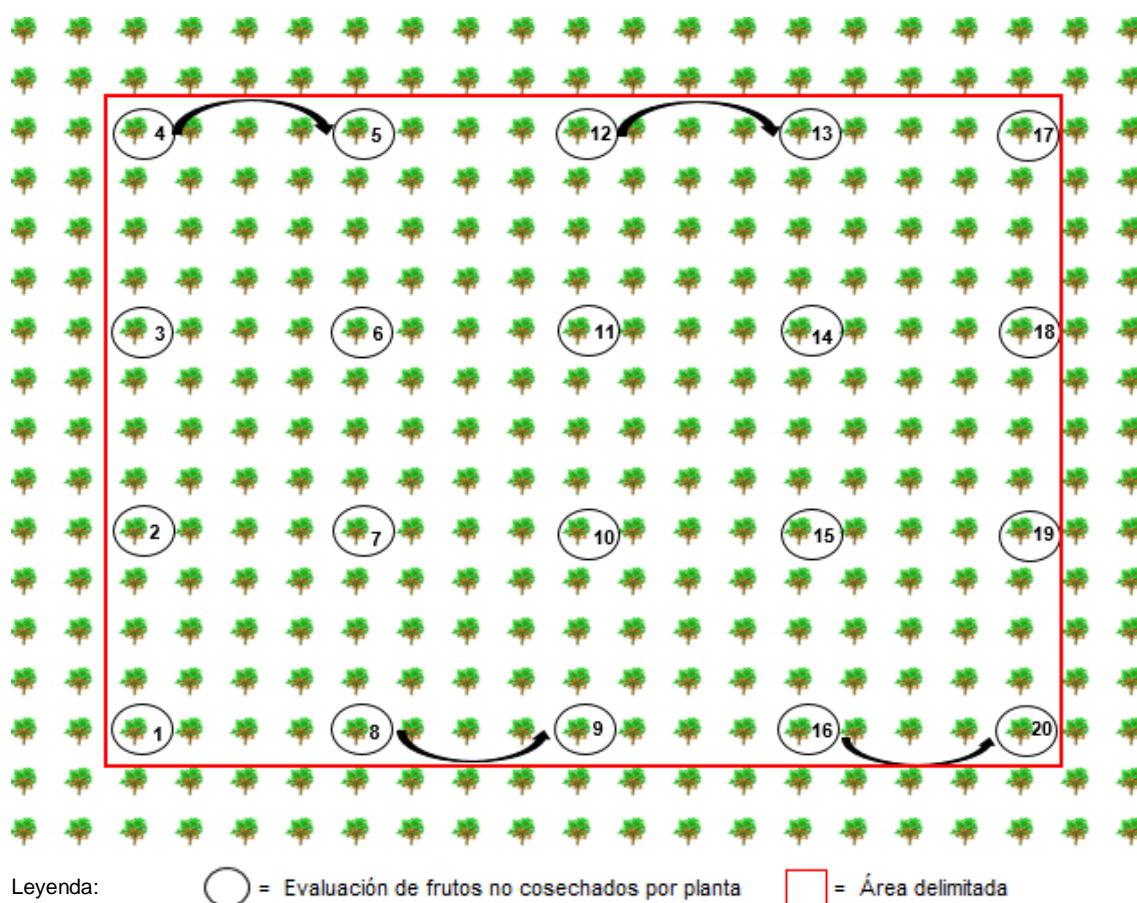 4 5 12 13 17
3 6 11 14 18
2 7 10 15 19
1 8 9 16 20
Leyenda: = Evaluación de frutos no cosechados por planta = Área delimitada